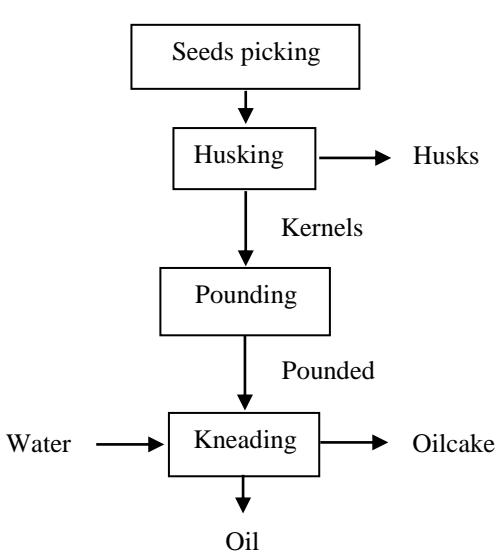 Seeds picking
Husking
Husks
Kernels
Pounding
Pounded
Water
Kneading
Oilcake
Oil